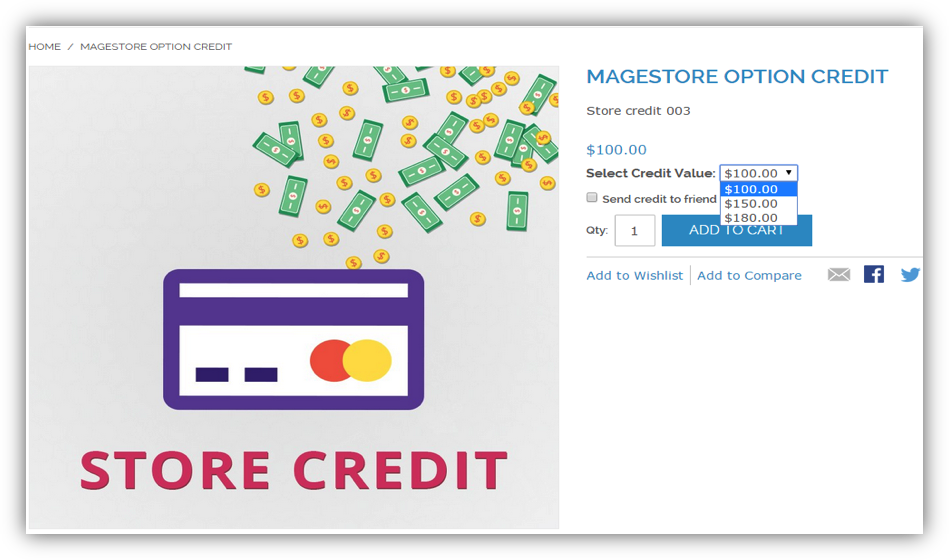 HOME / MAGESTORE OPTION CREDIT
MAGESTORE OPTION CREDIT
Store credit 003
$100.00
Select Credit Value: $100.00
$100.00
$150.00
$180.00
Send credit to friend
Qty: 1 ADD TO CART
Add to Wishlist Add to Compare
STORE CREDIT